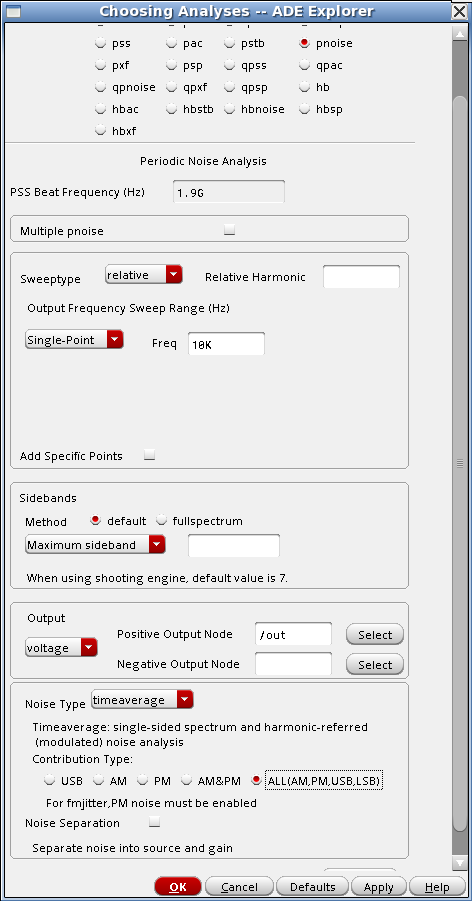 Choosing Analyses -- ADE Explorer
pss pac pstb pnoise
pxf psp qpss qpac
qpnoise qpxf qpsp hb
hbac hbstb hbnoise hbsp
hbxf
Periodic Noise Analysis
PSS Beat Frequency (Hz) 1.9G
Multiple pnoise
Sweeptype relative Relative Harmonic
Output Frequency Sweep Range (Hz)
Single-Point Freq 10K
Add Specific Points
Sidebands
Method default fullspectrum
Maximum sideband
When using shooting engine, default value is 7.
Output
voltage Positive Output Node /out Select
Negative Output Node Select
Noise Type timeaverage
Timeaverage: single-sided spectrum and harmonic-referred
(modulated) noise analysis
Contribution Type:
USB AM PM AM&PM ALL(AM,PM,USB,LSB)
For fmjitter,PM noise must be enabled
Noise Separation
Separate noise into source and gain
OK Cancel Defaults Apply Help